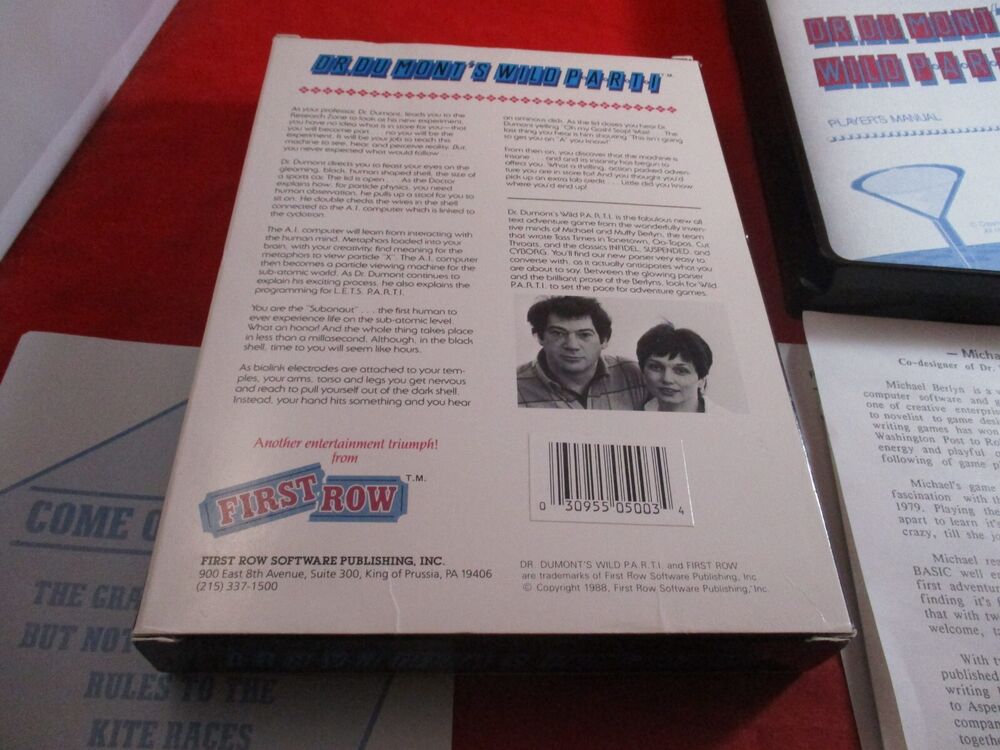 DR. DU MONT'S WILD P.A.R.T.I. ™
As your professor, Dr. Dumont, leads you to the
Research Zone to look at his new experiment,
you have no idea what is in store for you—that
you will become part . . . no you will be the
experiment. It will be your job to teach this
machine to see, hear, and perceive reality. But,
you never expected what would follow . . .
Dr. Dumont directs you to feast your eyes on the
gleaming, black, human shaped shell, the size of
a sports car. The lid is open . . . As the Doctor
explains how, for particle physics, you need
human observation, he pulls up a stool for you to
sit on. He double checks the wires in the shell
connected to the A.I. computer which is linked to
the cyclotron.
The A.I. computer will learn from interacting with
the human mind. Metaphors loaded into your
brain, with your creativity, find meaning for the
metaphors to view particle "X". The A.I. computer
then becomes a particle viewing machine for the
sub-atomic world. As Dr. Dumont continues to
explain his exciting process, he also explains the
programming for L.E.T.S. P.A.R.T.I.
You are the "Subonaut" . . . the first human to
ever experience life on the sub-atomic level.
What an honor! And the whole thing takes place
in less than a millisecond. Although, in the black
shell, time to you will seem like hours.
As biolink electrodes are attached to your tem-
ples, your arms, torso and legs you get nervous
and reach to pull yourself out of the dark shell.
Instead, your hand hits something and you hear
an ominous click. As the lid closes you hear Dr.
Dumont yelling "Oh my Gosh! Stop! Wait! . . . The
last thing you hear is him shouting "This isn't going
to get you an "A" you know!"
From then on, you discover that the machine is
insane . . . and and its insanity has begun to
affect you. What a thrilling, action packed adven-
ture you are in store for! And you thought you'd
pick up an extra lab credit . . . Little did you know
where you'd end up!
Dr. Dumont's Wild P.A.R.T.I. is the fabulous new all
text adventure game from the wonderfully inven-
tive minds of Michael and Muffy Berlyn, the team
that wrote Tass Times in Tonetown, Oo-Topos, Cut
Throats, and the classics INFIDEL, SUSPENDED, and
CYBORG. You'll find our new parser very easy to
converse with, as it actually anticipates what you
are about to say. Between the glowing parser
and the brilliant prose of the Berlyns, look for Wild
P.A.R.T.I. to set the pace for adventure games.
Another entertainment triumph!
from
FIRST ROW T.M.
0 30955 05003 4
FIRST ROW SOFTWARE PUBLISHING, INC.
900 East 8th Avenue, Suite 300, King of Prussia, PA 19406
(215) 337-1500
DR. DUMONT'S WILD P.A.R.T.I. and FIRST ROW
are trademarks of First Row Software Publishing, Inc.
© Copyright 1988, First Row Software Publishing, Inc.
DR. DU MONT'
WILD P.A.R
PLAYER'S MANUAL
COME
THE GRA
BUT NOT
RULES TO THE
KITE RACES
— Micha
Co-designer of Dr.
Michael Berlyn is a
computer software and
one of creative enterpri
to novelist to game desi
writing games has won
Washington Post to Ro
energy and playful
following of game p
Michael's game
fascination with th
1979. Playing the
apart to learn it'
crazy, till she jo
Michael rea
BASIC well e
first adventur
finding it's f
that with tw
welcome, t
With t
published
writing
to Aspe
compan
togeth